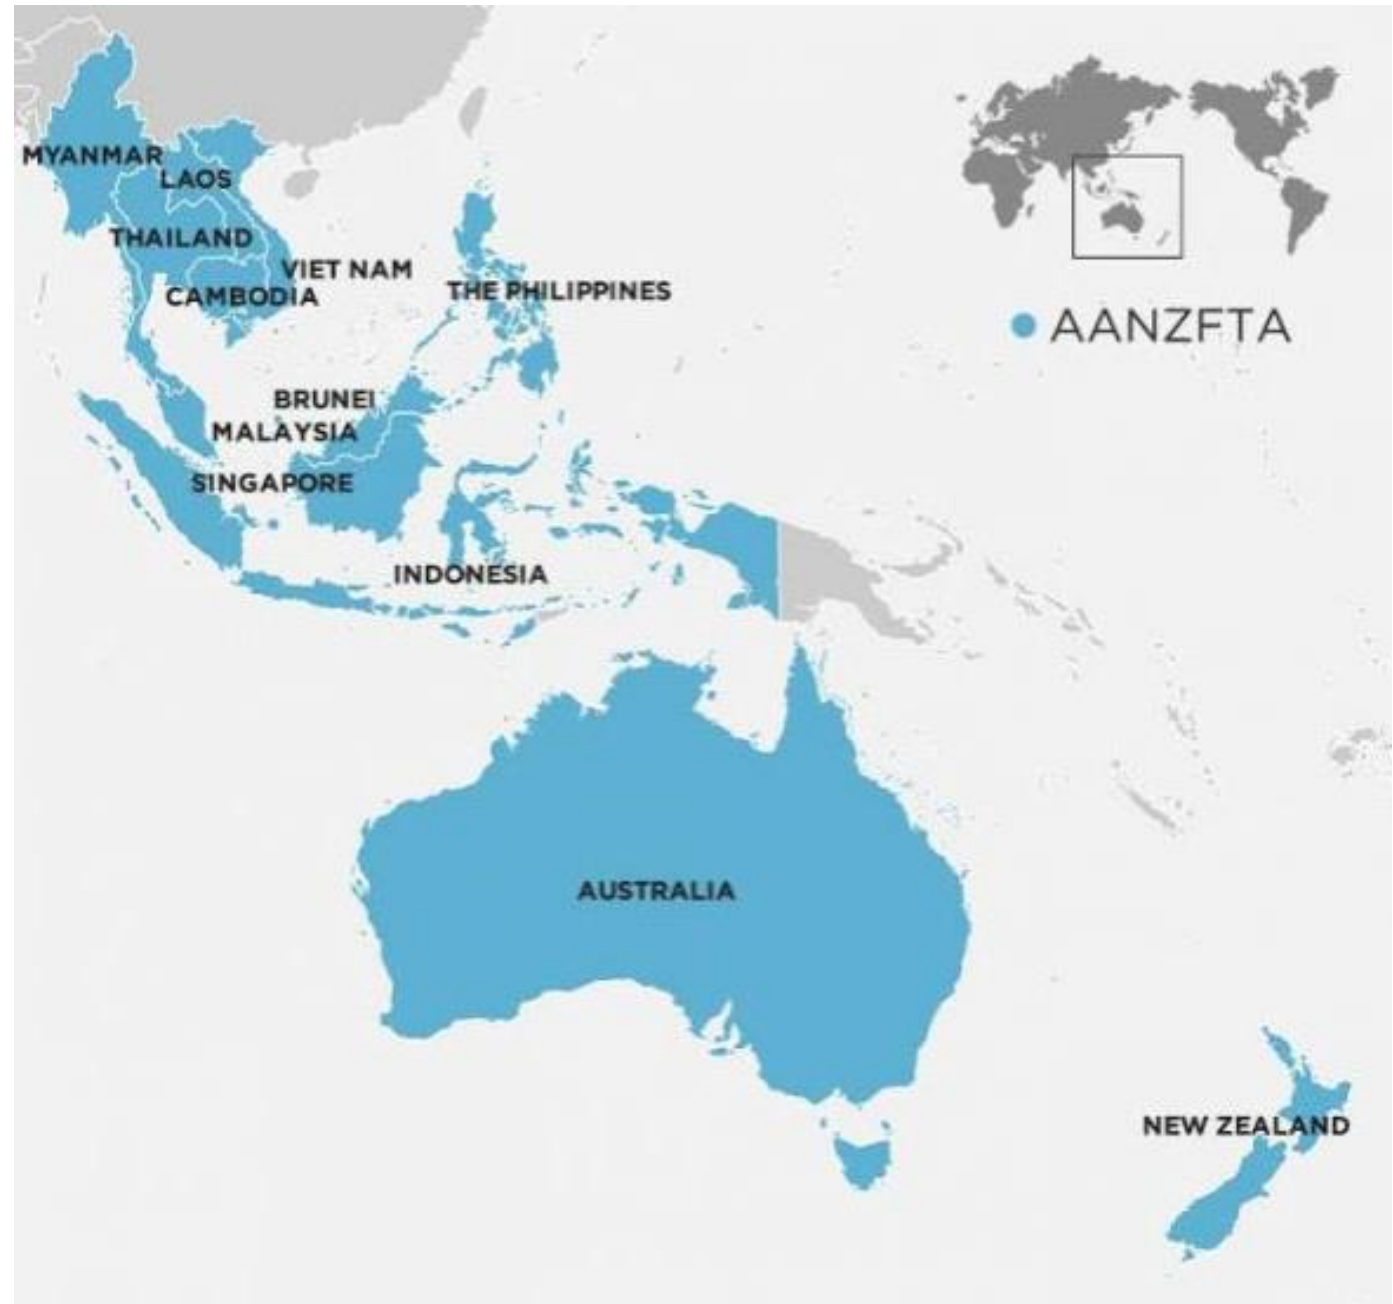 MYANMAR
LAOS
THAILAND
VIET NAM
CAMBODIA
THE PHILIPPINES
AANZFTA
BRUNEI
MALAYSIA
SINGAPORE
INDONESIA
AUSTRALIA
NEW ZEALAND